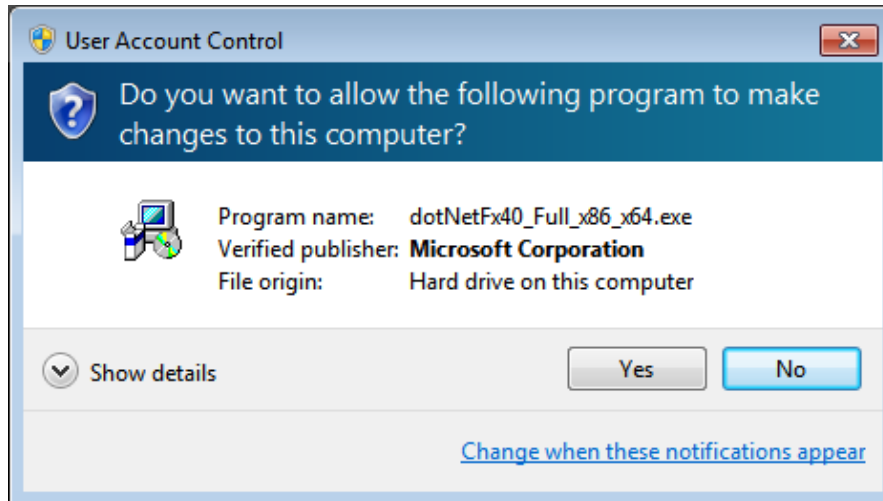 User Account Control
Do you want to allow the following program to make
changes to this computer?
Program name: dotNetFx40_Full_x86_x64.exe
Verified publisher: Microsoft Corporation
File origin: Hard drive on this computer
Show details
Yes
No
Change when these notifications appear